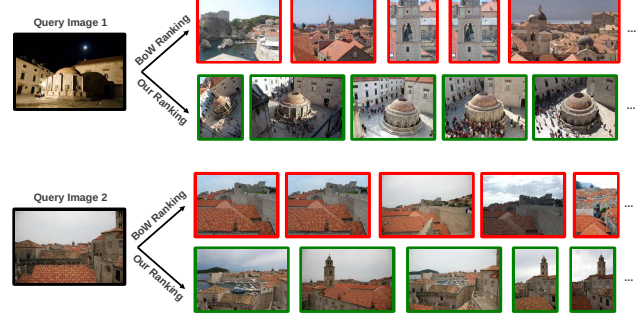 Query Image 1
BoW Ranking
Our Ranking
...
...
Query Image 2
BoW Ranking
Our Ranking
...
...